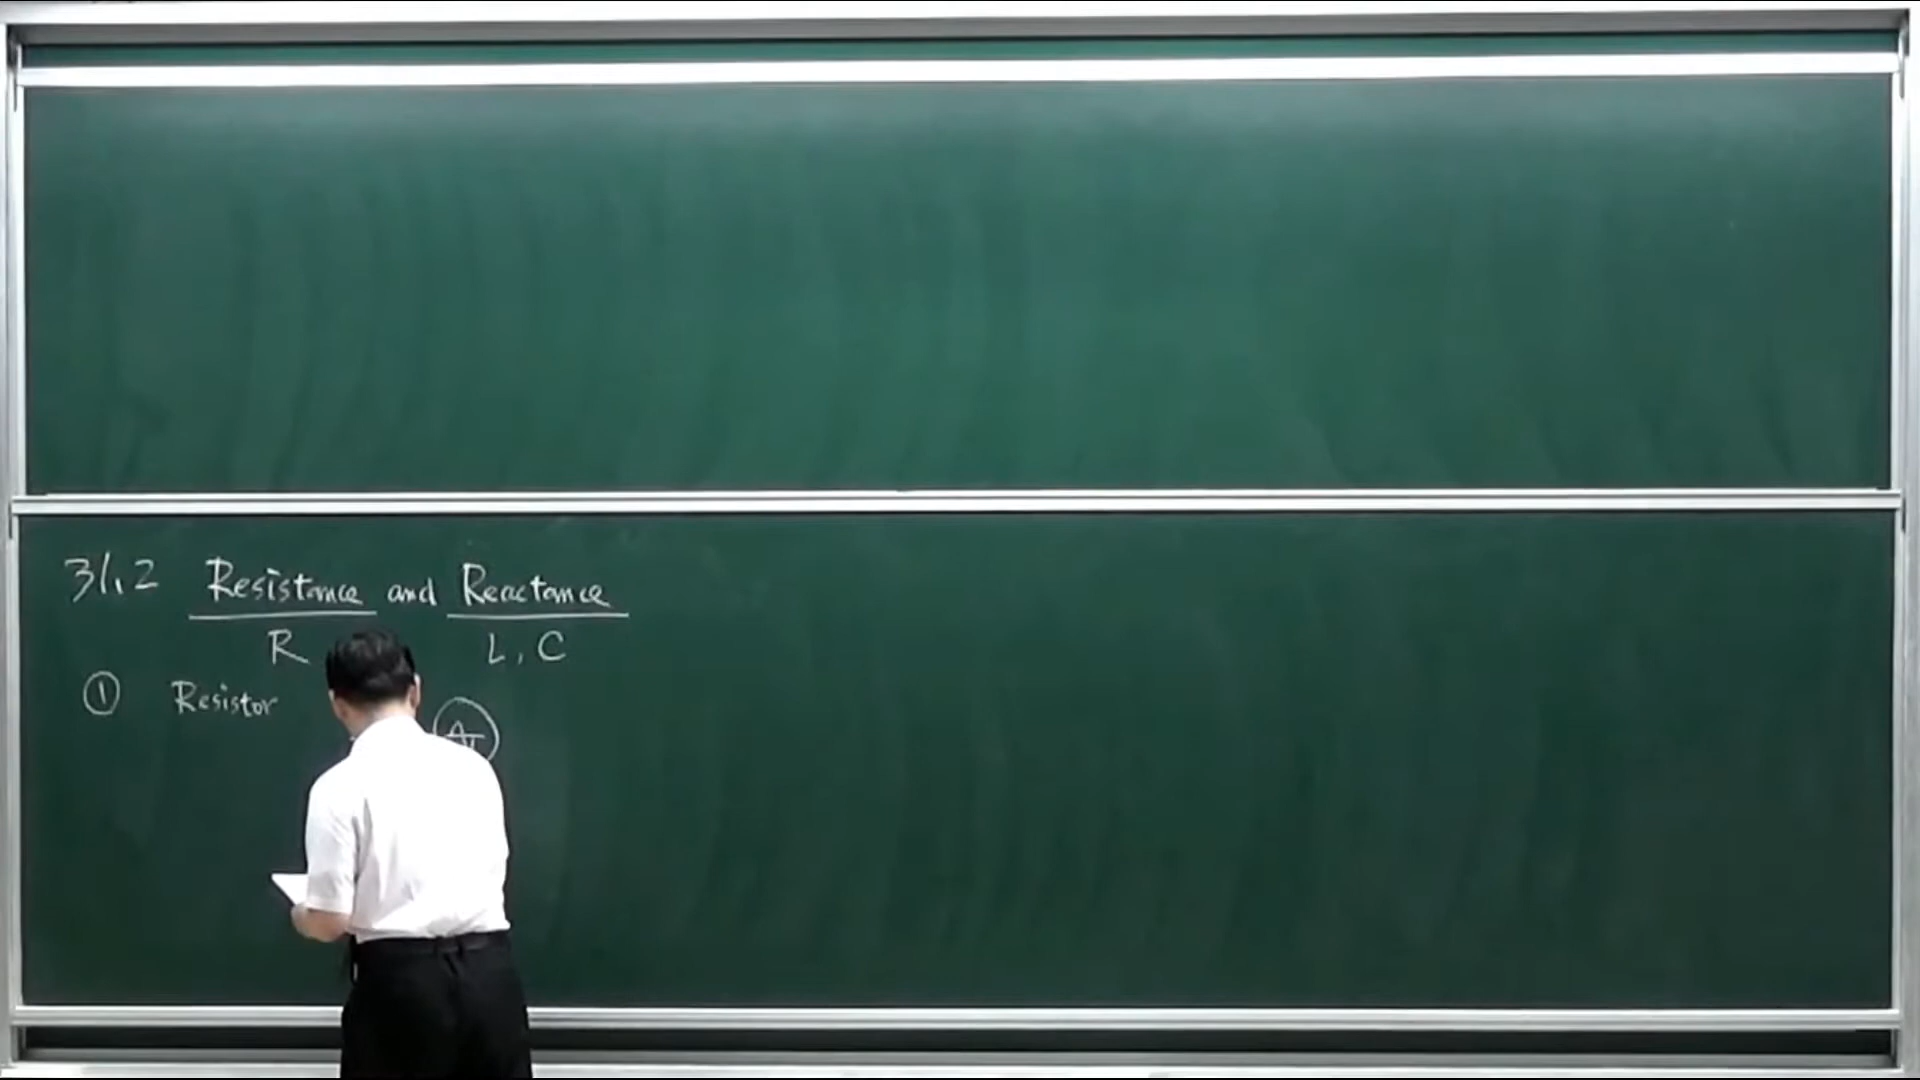 31.2 Resistance and Reactance
R L, C
① Resistor